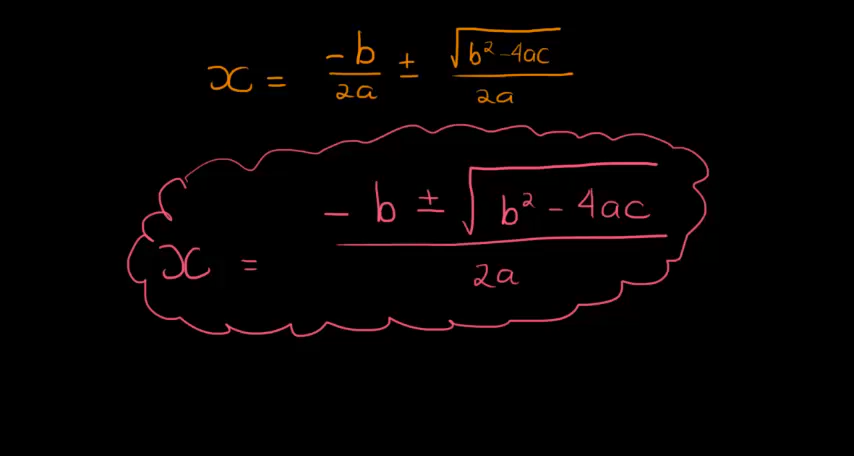 x = -b/2a ± √(b² - 4ac)/2a
x = (-b ± √(b² - 4ac))/2a